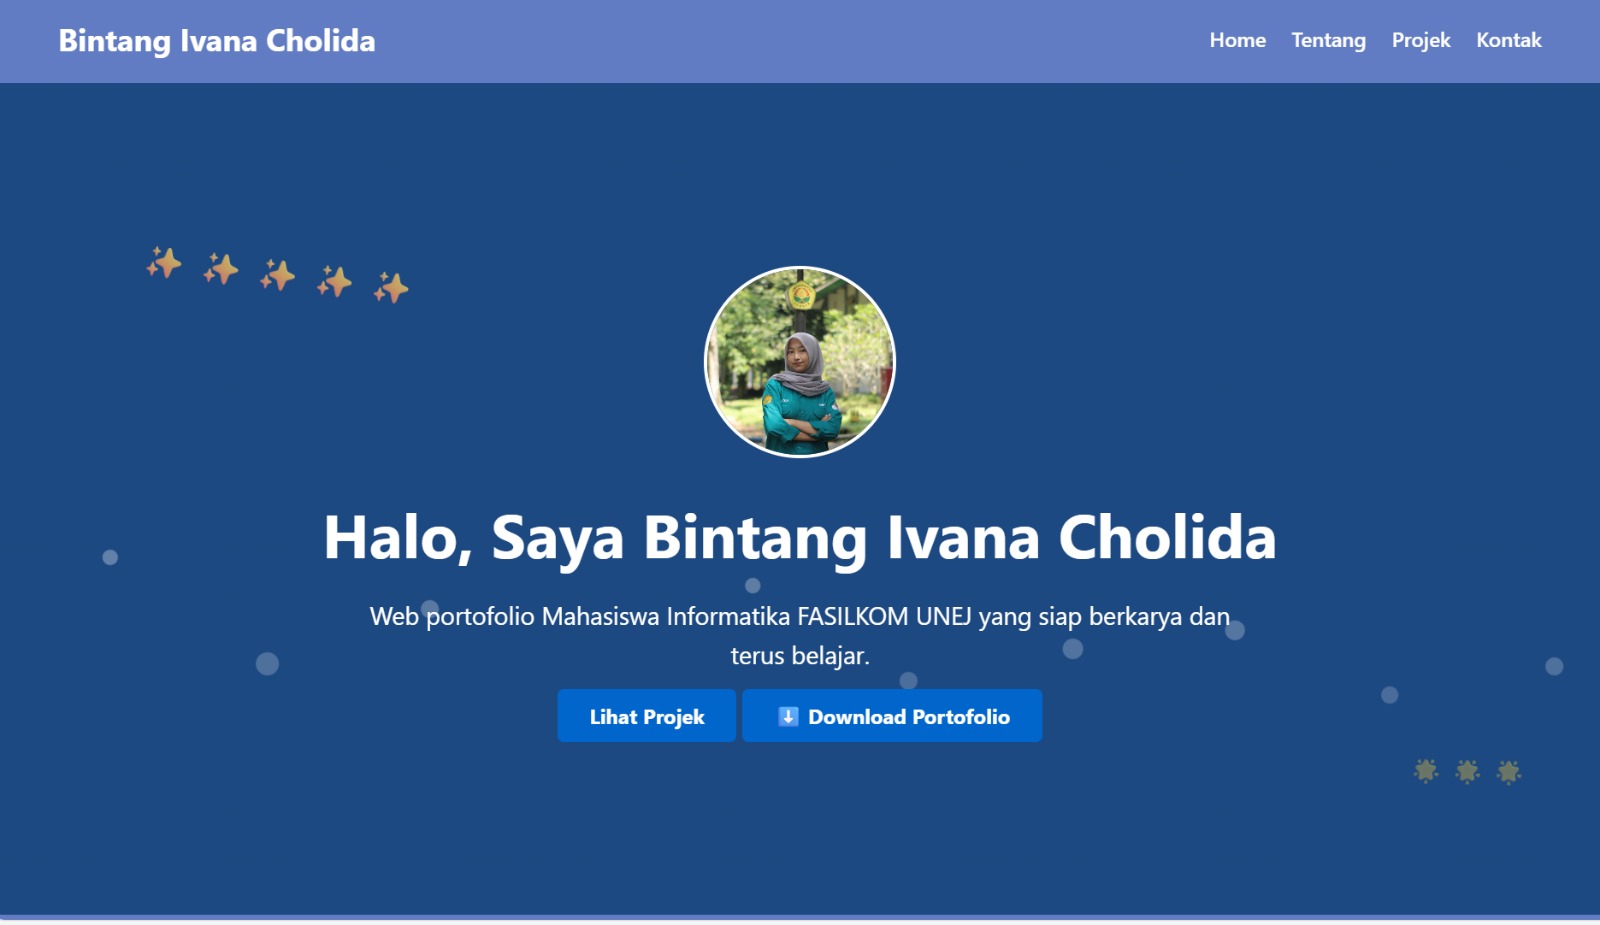 Bintang Ivana Cholida
Home Tentang Projek Kontak
Halo, Saya Bintang Ivana Cholida
Web portofolio Mahasiswa Informatika FASILKOM UNEJ yang siap berkarya dan
terus belajar.
Lihat Projek
⬇️ Download Portofolio